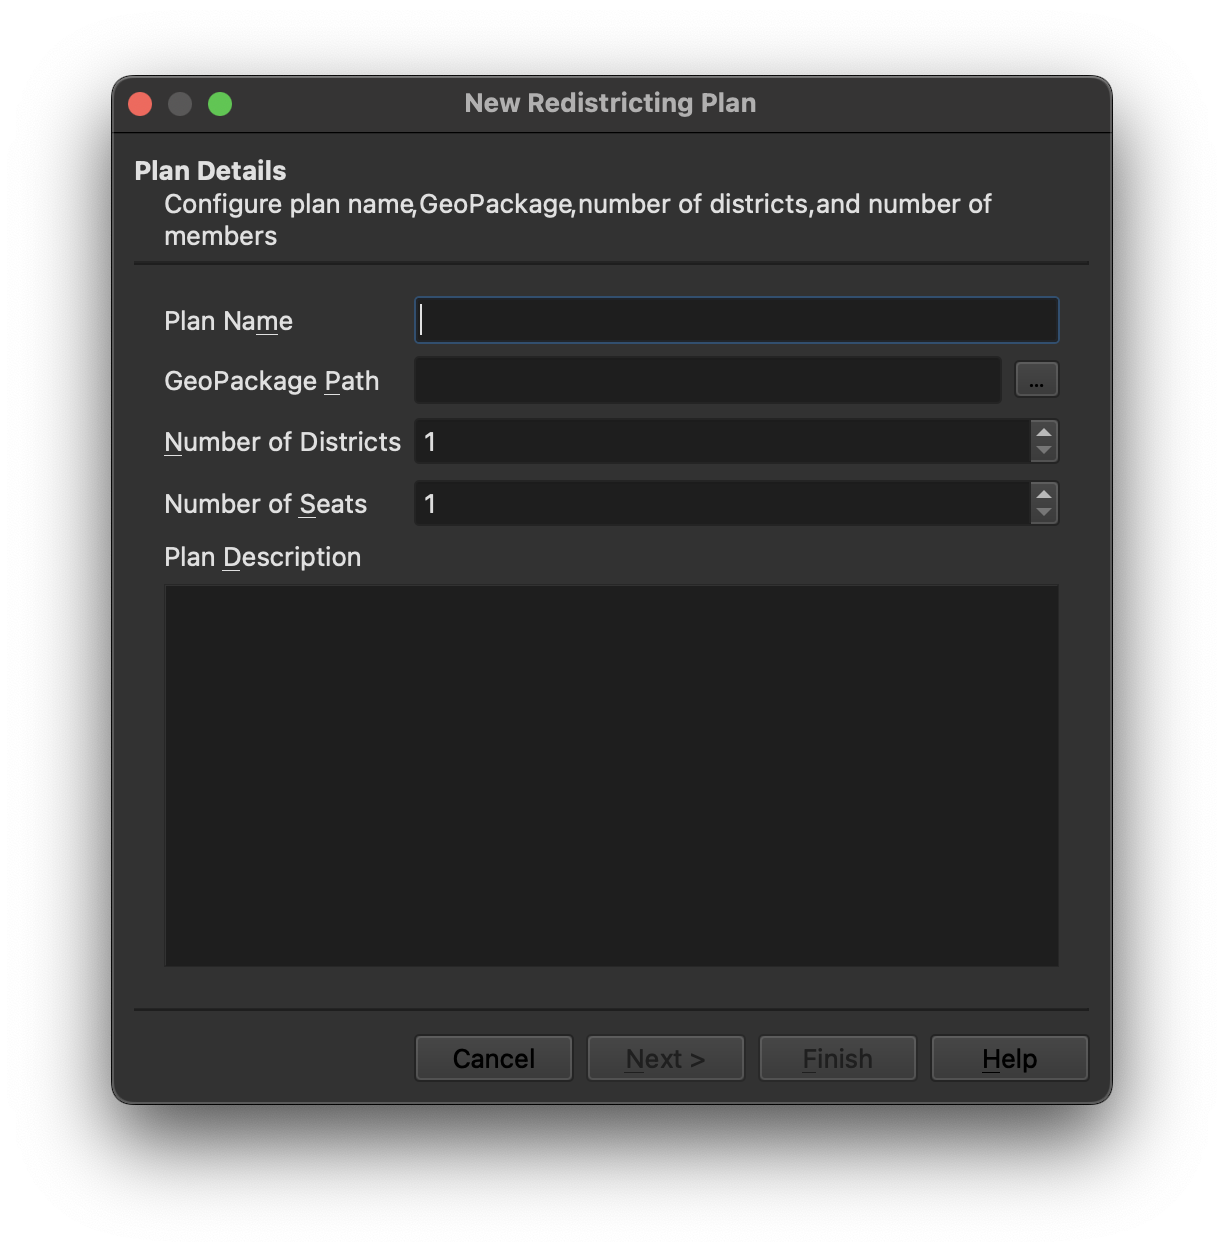 New Redistricting Plan
Plan Details
Configure plan name,GeoPackage,number of districts,and number of
members
Plan Name
GeoPackage Path
...
Number of Districts 1
Number of Seats 1
Plan Description
Cancel Next > Finish Help